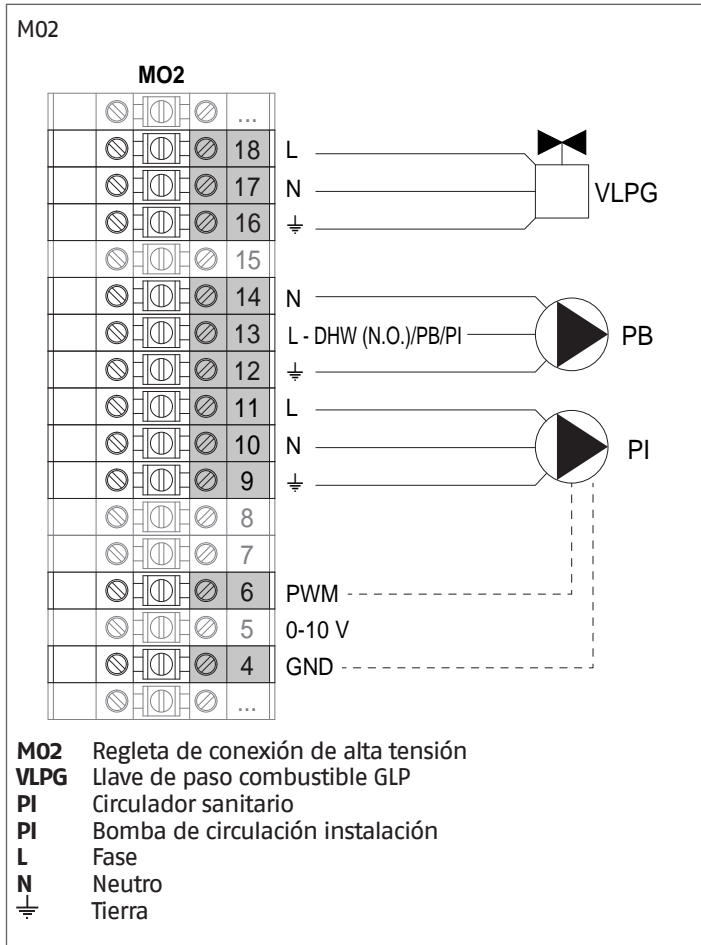 M02
MO2
...
18 L
17 N VLPG
16 ⏚
15
14 N
13 L - DHW (N.O.)/PB/PI PB
12 ⏚
11 L
10 N PI
9 ⏚
8
7
6 PWM
5 0-10 V
4 GND
...
M02 Regleta de conexión de alta tensión
VLPG Llave de paso combustible GLP
PI Circulador sanitario
PI Bomba de circulación instalación
L Fase
N Neutro
⏚ Tierra